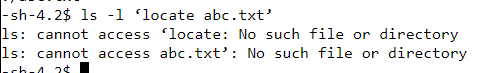 -sh-4.2$ ls -l ‘locate abc.txt’
ls: cannot access ‘locate: No such file or directory
ls: cannot access abc.txt’: No such file or directory
-sh-4.2$